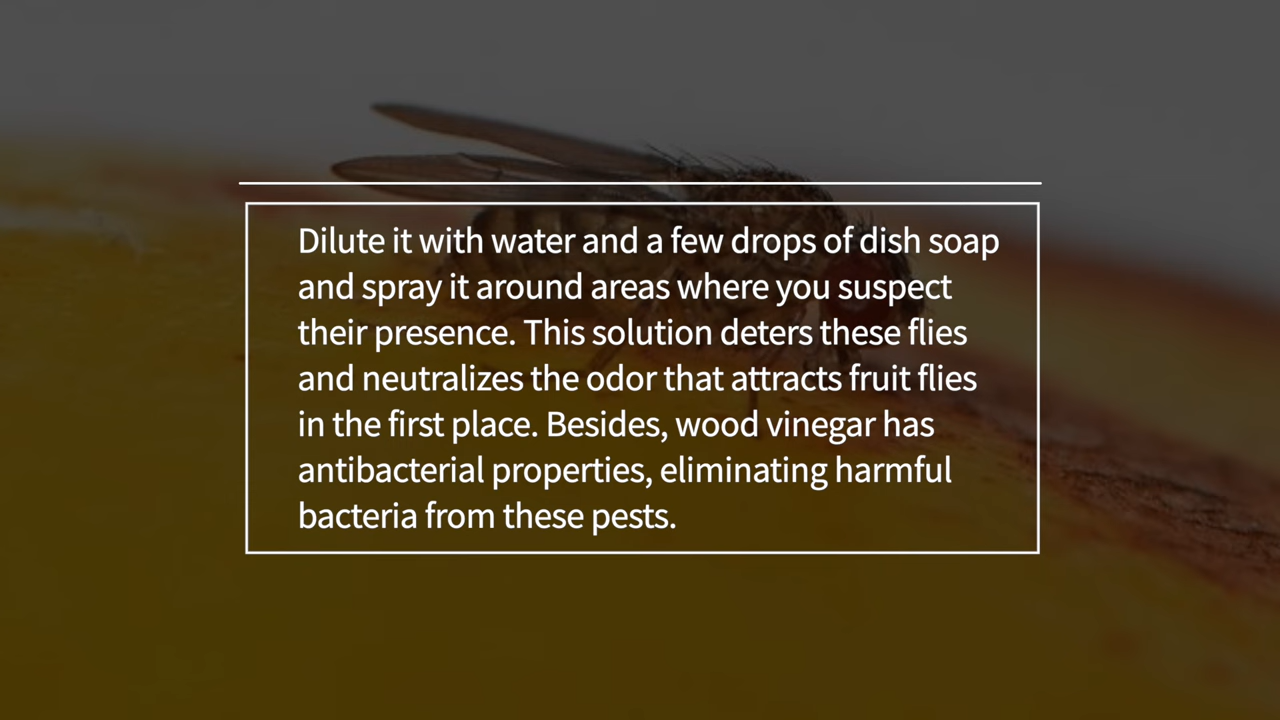 Dilute it with water and a few drops of dish soap
and spray it around areas where you suspect
their presence. This solution deters these flies
and neutralizes the odor that attracts fruit flies
in the first place. Besides, wood vinegar has
antibacterial properties, eliminating harmful
bacteria from these pests.